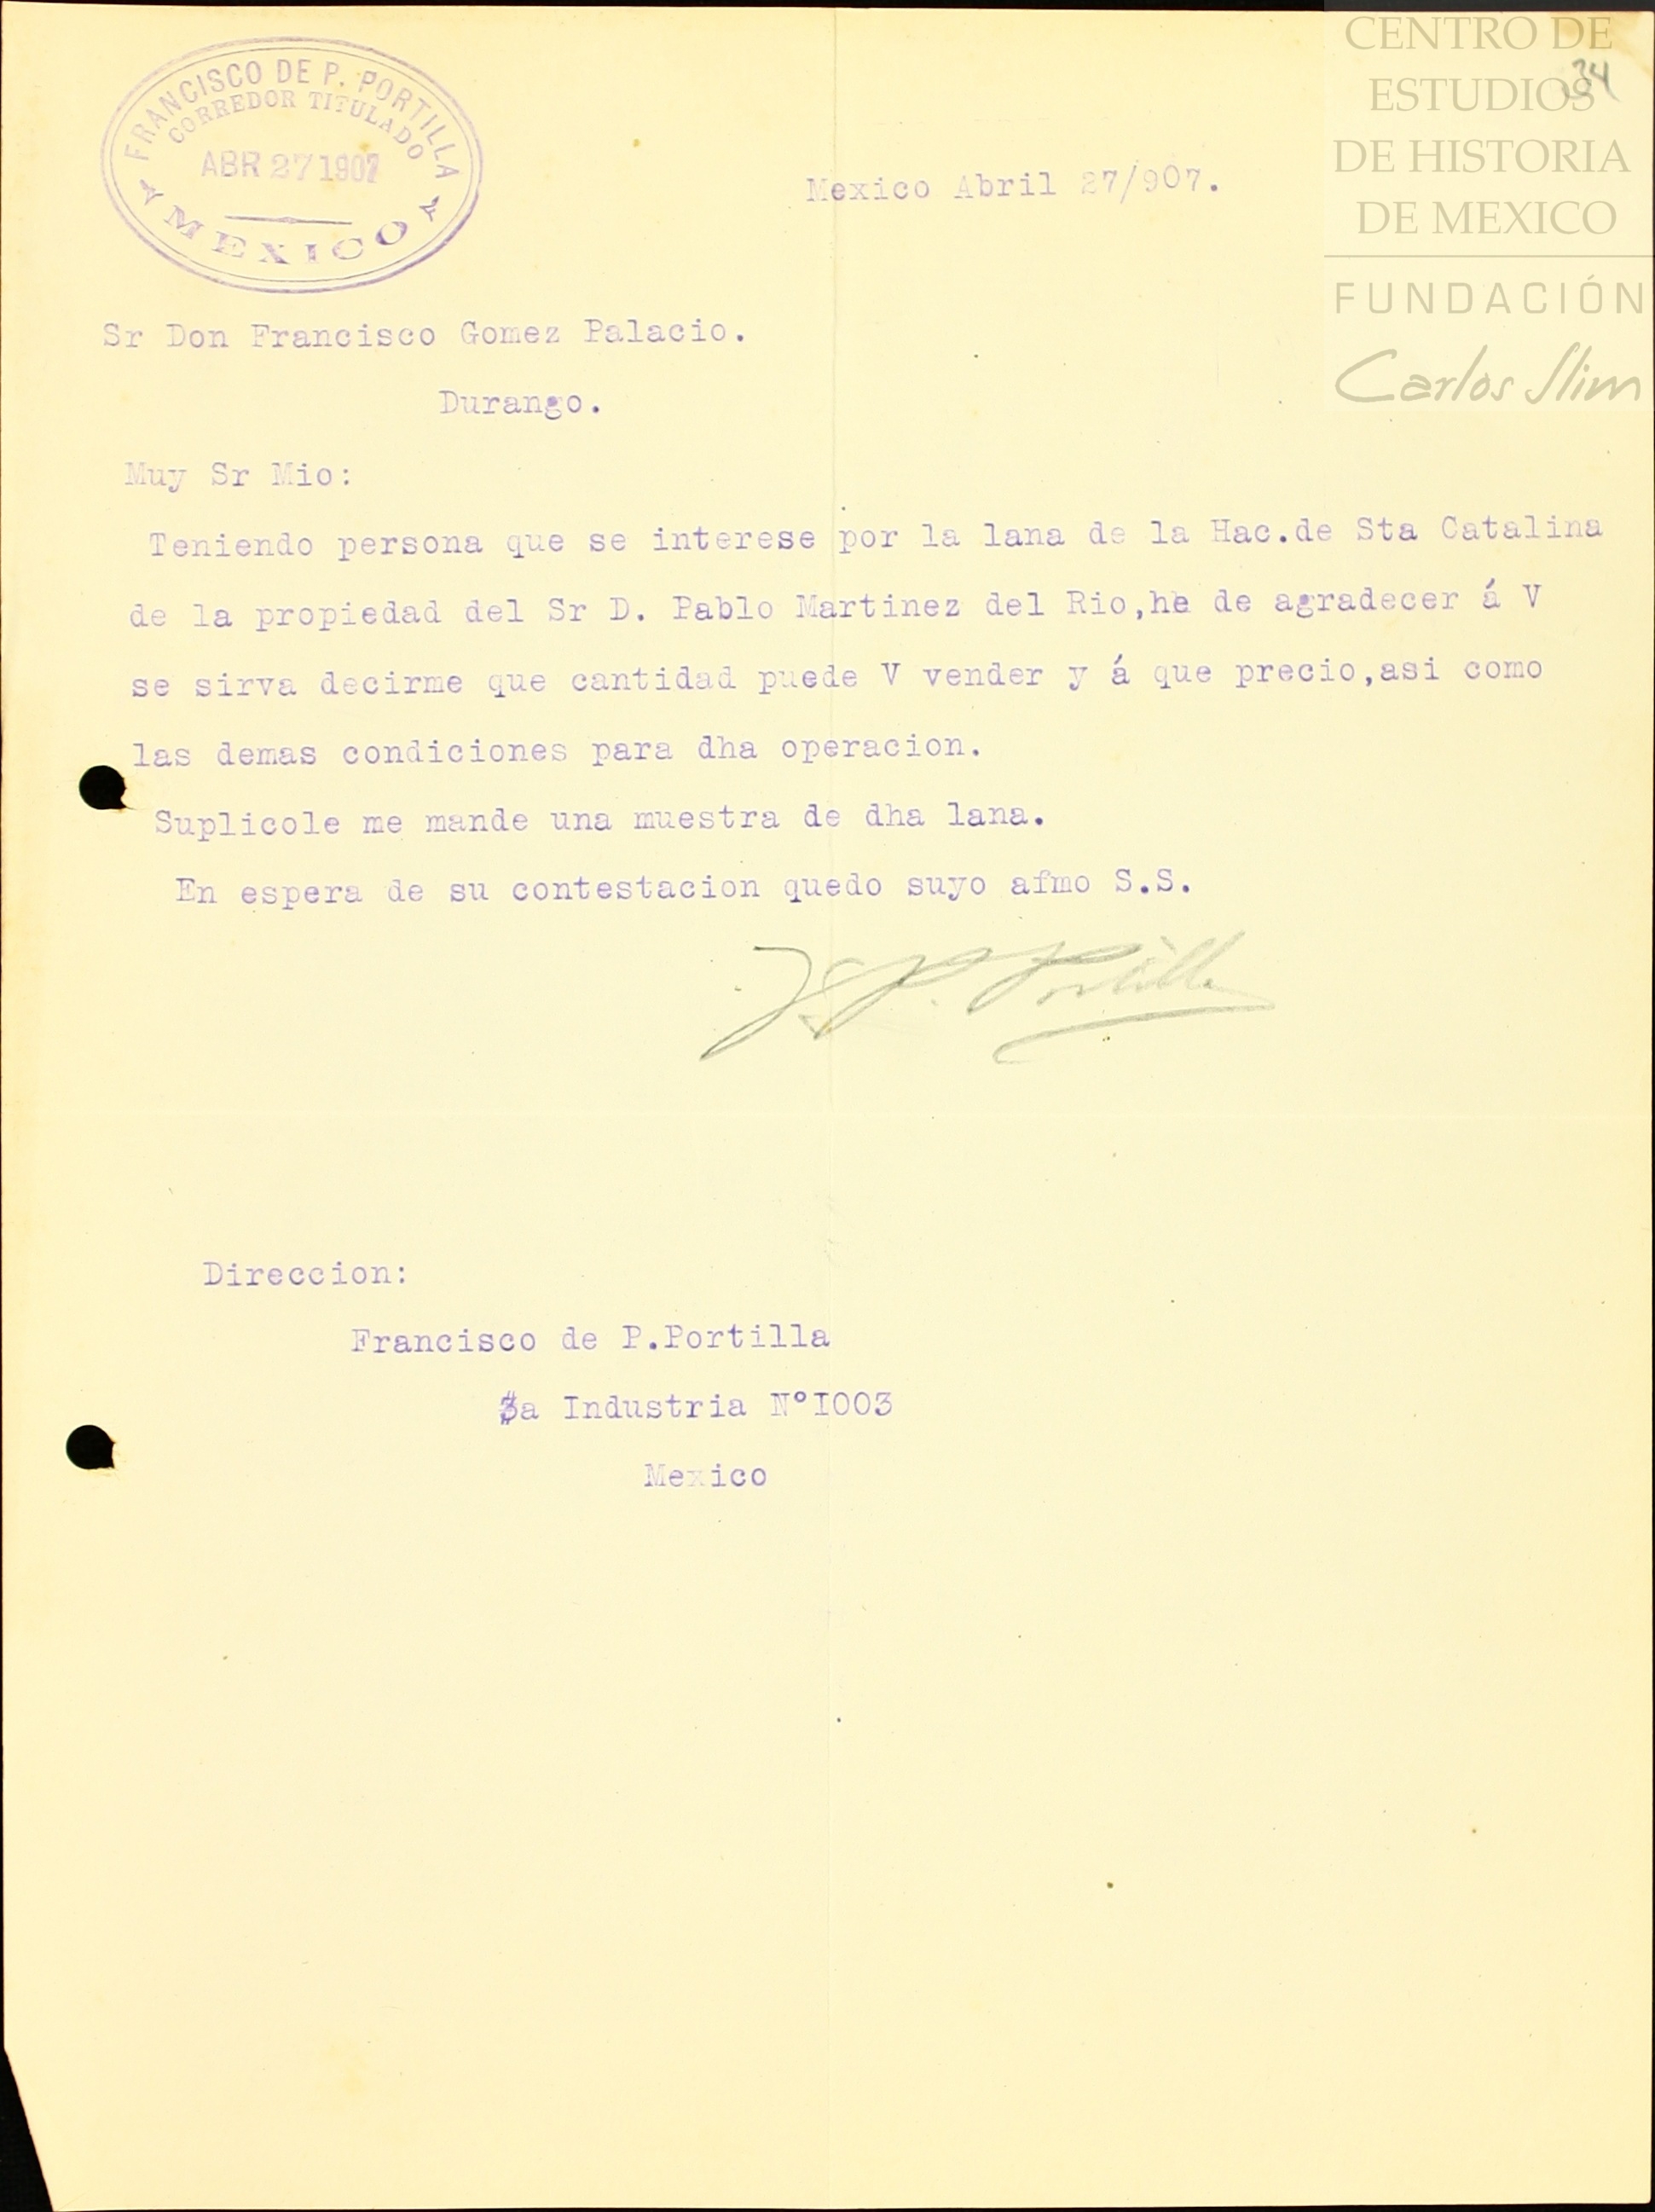 FRANCISCO DE P. PORTILLA
CORREDOR TITULADO
ABR 27 1907
MEXICO
CENTRO DE
ESTUDIOS
DE HISTORIA
DE MEXICO
FUNDACIÓN
Carlos Slim
34
Mexico Abril 27/907.
Sr Don Francisco Gomez Palacio.
Durango.
Muy Sr Mio:
Teniendo persona que se interese por la lana de la Hac.de Sta Catalina
de la propiedad del Sr D. Pablo Martinez del Rio,he de agradecer á V
se sirva decirme que cantidad puede V vender y á que precio,asi como
las demas condiciones para dha operacion.
Suplicole me mande una muestra de dha lana.
En espera de su contestacion quedo suyo afmo S.S.
F de P. Portilla
Direccion:
Francisco de P.Portilla
3a Industria N°I003
Mexico